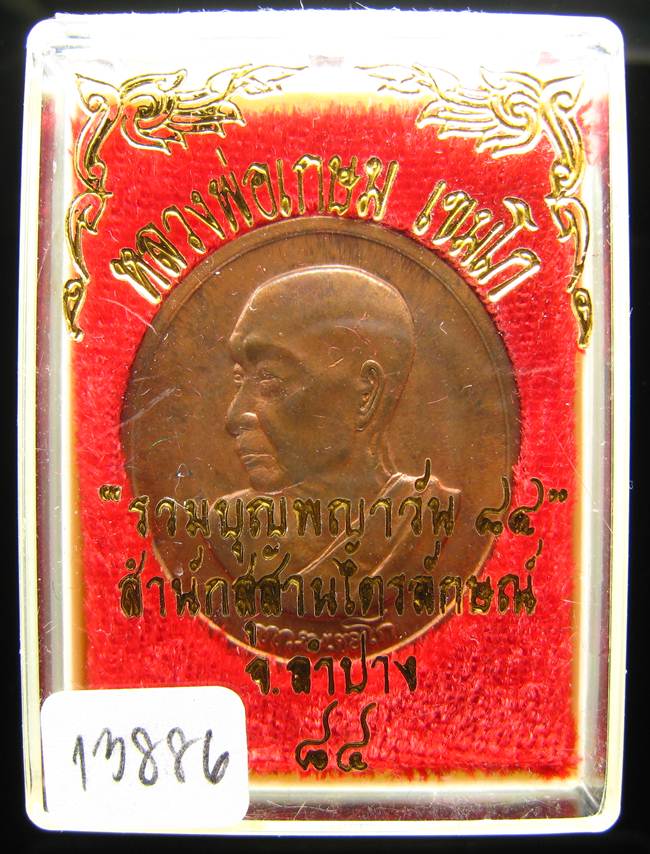 หลวงพ่อเกษม เขมโก
"รวมบุญพญาวัน ๘๔"
สำนักสุสานไตรลักษณ์
จ.ลำปาง
๘๔
13886